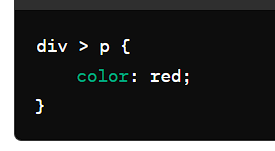 div > p {
    color: red;
}